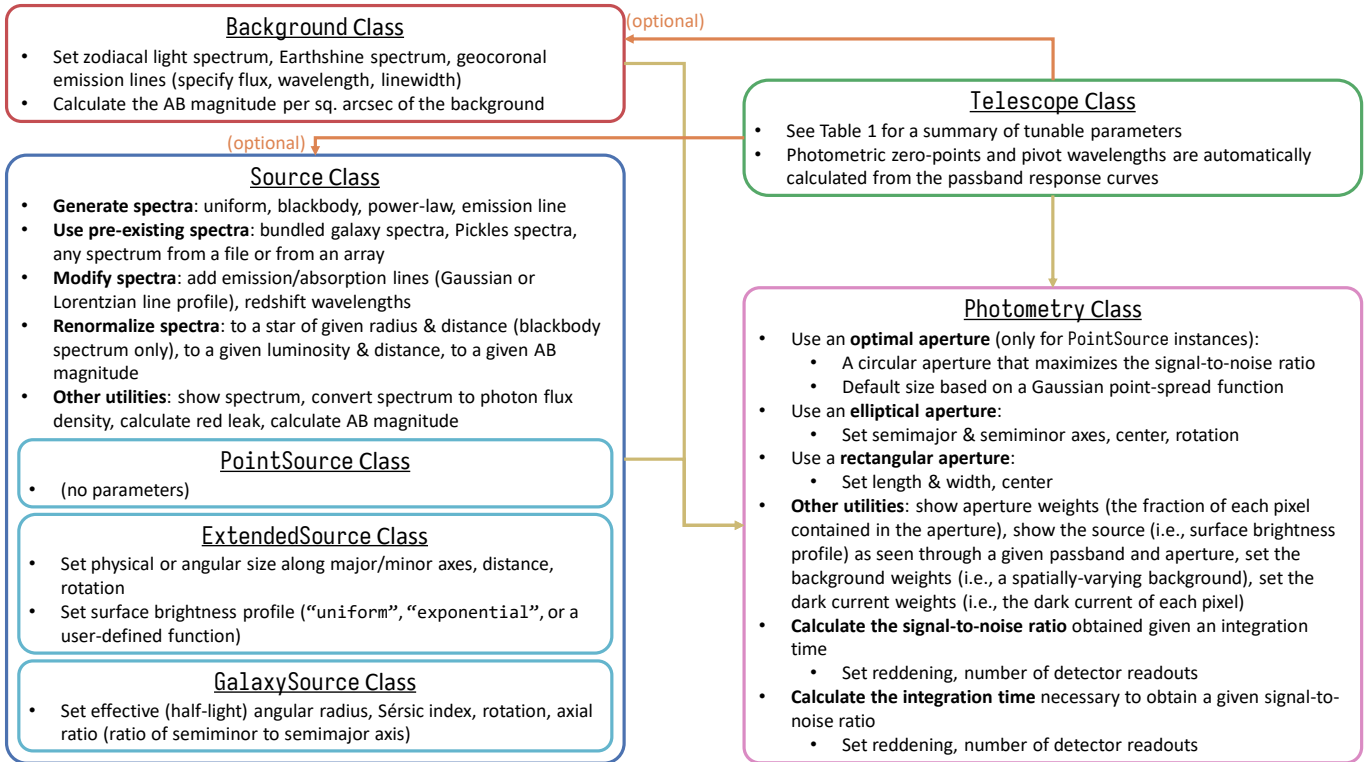 Background Class
• Set zodiacal light spectrum, Earthshine spectrum, geocoronal
emission lines (specify flux, wavelength, linewidth)
• Calculate the AB magnitude per sq. arcsec of the background
(optional)
(optional)
Telescope Class
• See Table 1 for a summary of tunable parameters
• Photometric zero-points and pivot wavelengths are automatically
calculated from the passband response curves
Source Class
• Generate spectra: uniform, blackbody, power-law, emission line
• Use pre-existing spectra: bundled galaxy spectra, Pickles spectra,
any spectrum from a file or from an array
• Modify spectra: add emission/absorption lines (Gaussian or
Lorentzian line profile), redshift wavelengths
• Renormalize spectra: to a star of given radius & distance (blackbody
spectrum only), to a given luminosity & distance, to a given AB
magnitude
• Other utilities: show spectrum, convert spectrum to photon flux
density, calculate red leak, calculate AB magnitude
PointSource Class
• (no parameters)
ExtendedSource Class
• Set physical or angular size along major/minor axes, distance,
rotation
• Set surface brightness profile (“uniform”, “exponential”, or a
user-defined function)
GalaxySource Class
• Set effective (half-light) angular radius, Sérsic index, rotation, axial
ratio (ratio of semiminor to semimajor axis)
Photometry Class
• Use an optimal aperture (only for PointSource instances):
• A circular aperture that maximizes the signal-to-noise ratio
• Default size based on a Gaussian point-spread function
• Use an elliptical aperture:
• Set semimajor & semiminor axes, center, rotation
• Use a rectangular aperture:
• Set length & width, center
• Other utilities: show aperture weights (the fraction of each pixel
contained in the aperture), show the source (i.e., surface brightness
profile) as seen through a given passband and aperture, set the
background weights (i.e., a spatially-varying background), set the
dark current weights (i.e., the dark current of each pixel)
• Calculate the signal-to-noise ratio obtained given an integration
time
• Set reddening, number of detector readouts
• Calculate the integration time necessary to obtain a given signal-to-
noise ratio
• Set reddening, number of detector readouts